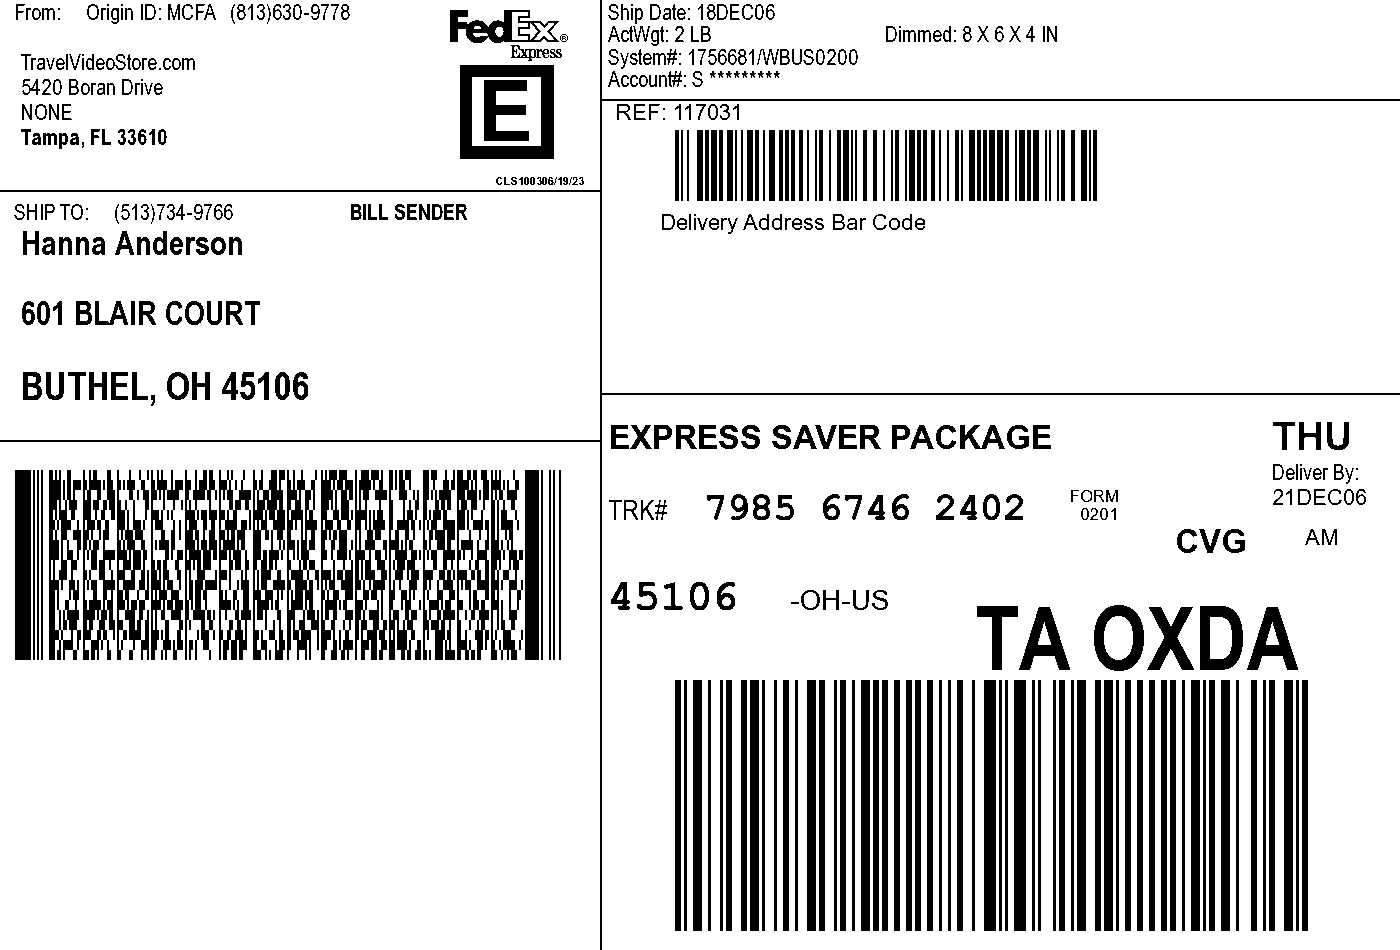 From: Origin ID: MCFA (813)630-9778
TravelVideoStore.com
5420 Boran Drive
NONE
Tampa, FL 33610
FedEx®
Express
E
CLS100306/19/23
SHIP TO: (513)734-9766 BILL SENDER
Hanna Anderson
601 BLAIR COURT
BUTHEL, OH 45106
Ship Date: 18DEC06
ActWgt: 2 LB Dimmed: 8 X 6 X 4 IN
System#: 1756681/WBUS0200
Account#: S *********
REF: 117031
Delivery Address Bar Code
EXPRESS SAVER PACKAGE
THU
Deliver By:
21DEC06
TRK# 7985 6746 2402 FORM
0201
CVG AM
45106 -OH-US
TA OXDA